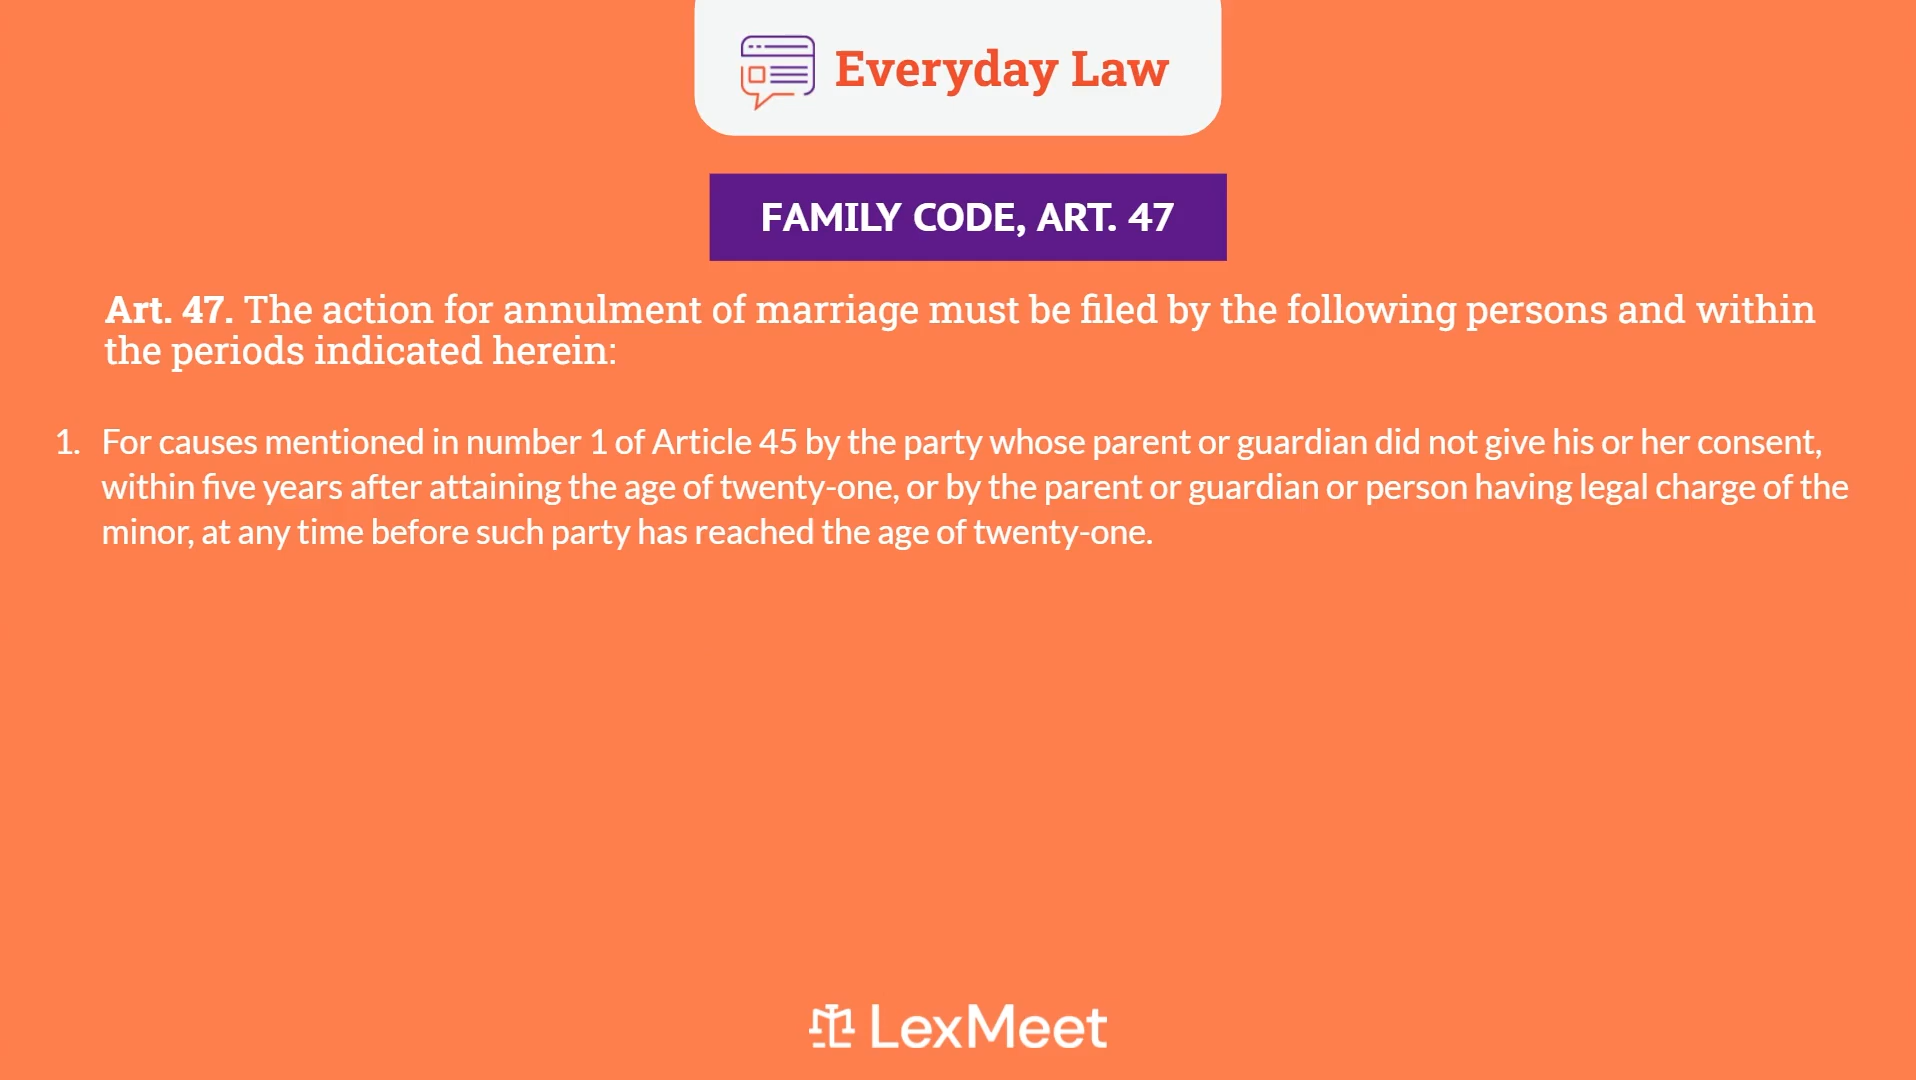 Everyday Law
FAMILY CODE, ART. 47
Art. 47. The action for annulment of marriage must be filed by the following persons and within
the periods indicated herein:
1. For causes mentioned in number 1 of Article 45 by the party whose parent or guardian did not give his or her consent,
within five years after attaining the age of twenty-one, or by the parent or guardian or person having legal charge of the
minor, at any time before such party has reached the age of twenty-one.
LexMeet